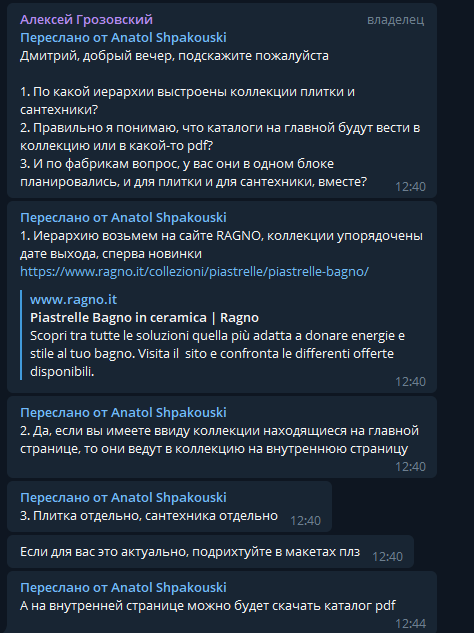 Алексей Грозовский владелец
Переслано от Anatol Shpakouski
Дмитрий, добрый вечер, подскажите пожалуйста
1. По какой иерархии выстроены коллекции плитки и
сантехники?
2. Правильно я понимаю, что каталоги на главной будут вести в
коллекцию или в какой-то pdf?
3. И по фабрикам вопрос, у вас они в одном блоке
планировались, и для плитки и для сантехники, вместе?
12:40
Переслано от Anatol Shpakouski
1. Иерархию возьмем на сайте RAGNO, коллекции упорядочены
дате выхода, сперва новинки
https://www.ragno.it/collezioni/piastrelle/piastrelle-bagno/
www.ragno.it
Piastrelle Bagno in ceramica | Ragno
Scopri tra tutte le soluzioni quella più adatta a donare energie e
stile al tuo bagno. Visita il sito e confronta le differenti offerte
disponibili.
12:40
Переслано от Anatol Shpakouski
2. Да, если вы имеете ввиду коллекции находящиеся на главной
странице, то они ведут в коллекцию на внутреннюю страницу
12:40
Переслано от Anatol Shpakouski
3. Плитка отдельно, сантехника отдельно 12:40
Если для вас это актуально, подрихтуйте в макетах плз 12:40
Переслано от Anatol Shpakouski
А на внутренней странице можно будет скачать каталог pdf
12:44